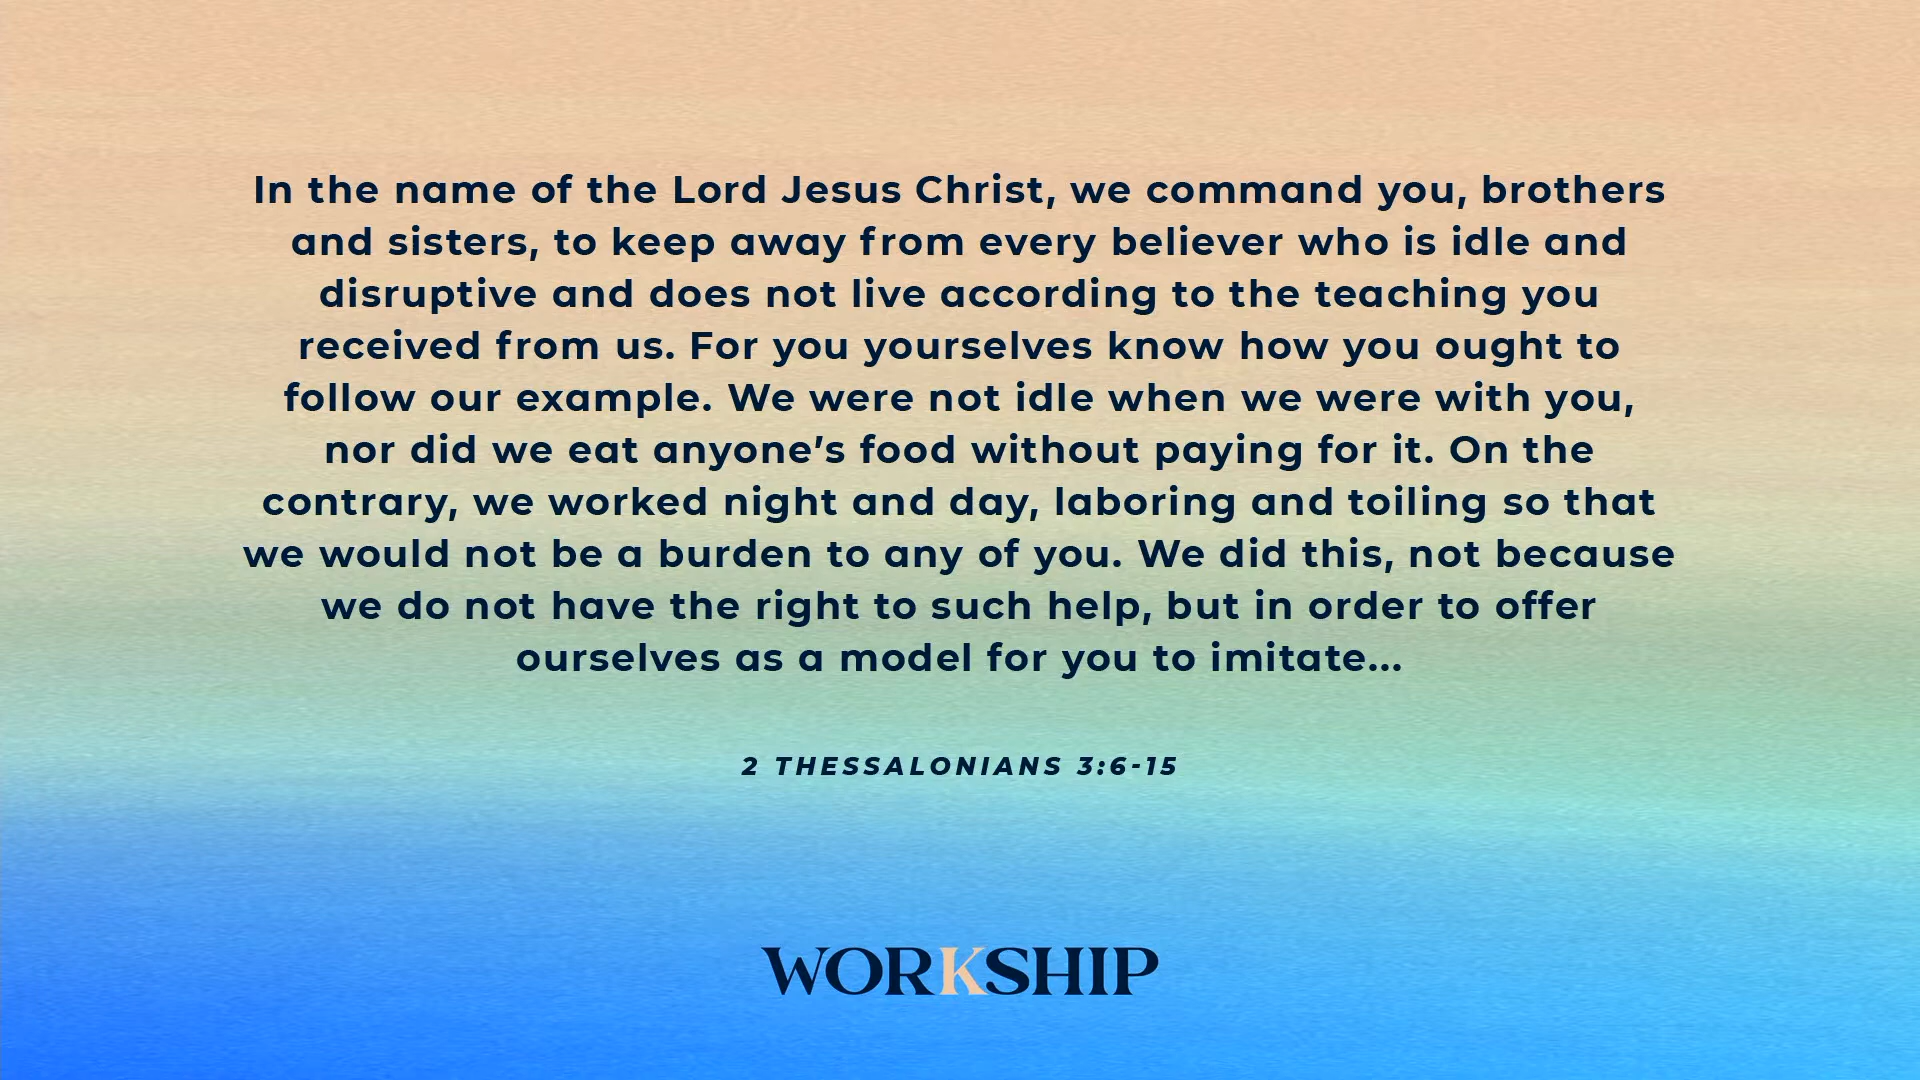 In the name of the Lord Jesus Christ, we command you, brothers
and sisters, to keep away from every believer who is idle and
disruptive and does not live according to the teaching you
received from us. For you yourselves know how you ought to
follow our example. We were not idle when we were with you,
nor did we eat anyone’s food without paying for it. On the
contrary, we worked night and day, laboring and toiling so that
we would not be a burden to any of you. We did this, not because
we do not have the right to such help, but in order to offer
ourselves as a model for you to imitate...
2 THESSALONIANS 3:6-15
WORKSHIP